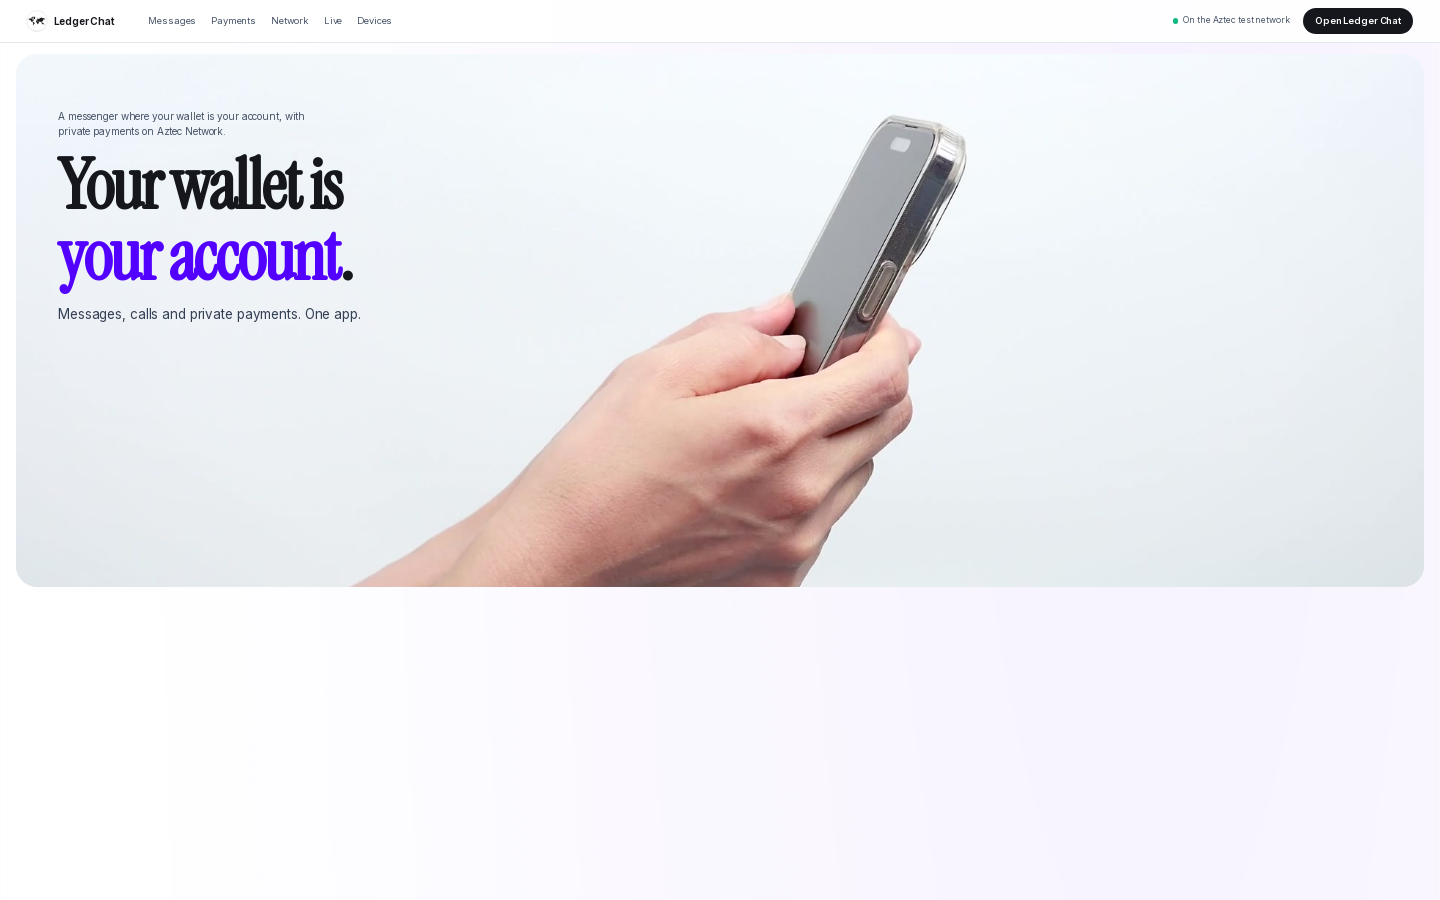 Ledger Chat
Messages
Payments
Network
Live
Devices
On the Aztec test network
Open Ledger Chat
A messenger where your wallet is your account, with
private payments on Aztec Network.
Your wallet is
your account.
Messages, calls and private payments. One app.